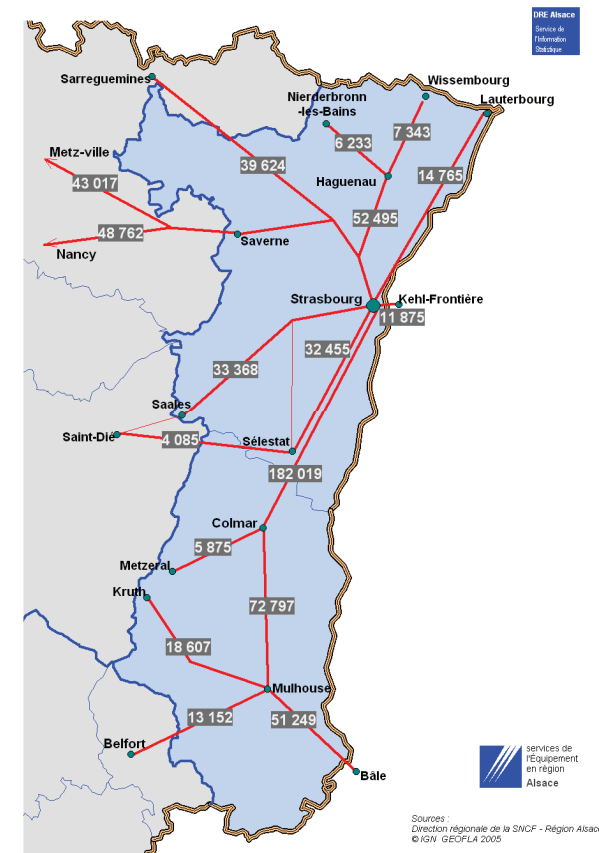 DRE Alsace
Service de
l'Information
Statistique
Sarreguemines
Wissembourg
Nierderbronn
-les-Bains
Lauterbourg
7 343
6 233
Metz-ville
39 624
14 765
43 017
Haguenau
52 495
48 762
Saverne
Nancy
Strasbourg
Kehl-Frontière
11 875
32 455
33 368
Saales
Saint-Dié
4 085
Sélestat
182 019
Colmar
5 875
Metzeral
Kruth
72 797
18 607
Mulhouse
13 152
51 249
Belfort
Bâle
services de
l'Équipement
en région
Alsace
Sources :
Direction régionale de la SNCF - Région Alsace
© IGN GEOFLA 2005